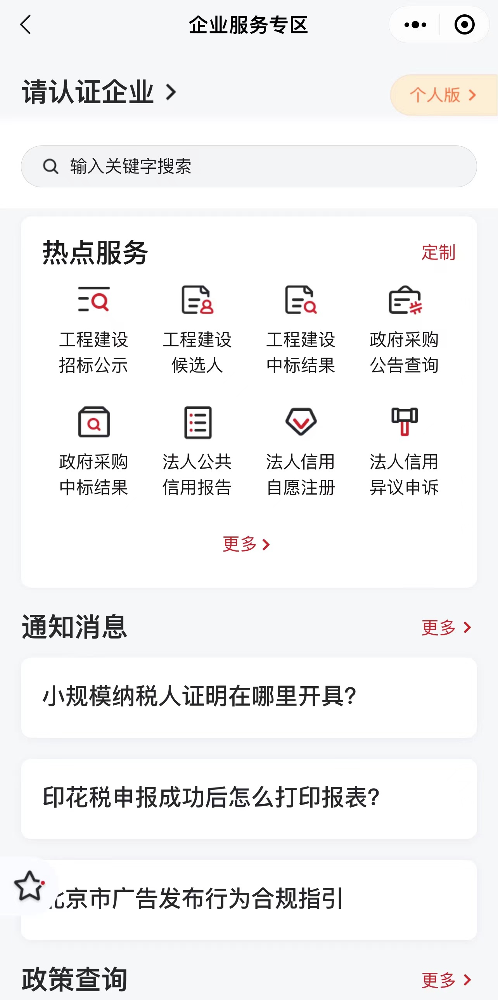 企业服务专区
请认证企业
个人版
输入关键字搜索
热点服务
定制
工程建设
招标公示
工程建设
候选人
工程建设
中标结果
政府采购
公告查询
政府采购
中标结果
法人公共
信用报告
法人信用
自愿注册
法人信用
异议申诉
更多
通知消息
更多
小规模纳税人证明在哪里开具?
印花税申报成功后怎么打印报表?
北京市广告发布行为合规指引
政策查询
更多